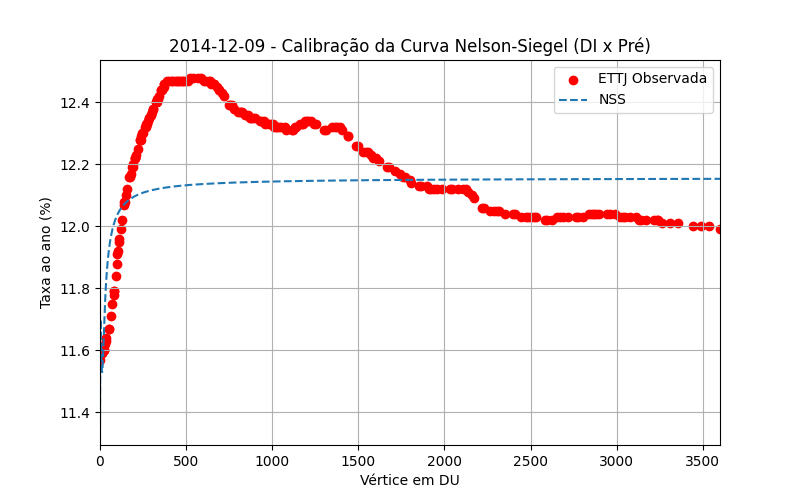 2014-12-09 - Calibração da Curva Nelson-Siegel (DI x Pré)
ETTJ Observada
NSS
Taxa ao ano (%)
12.4
12.2
12.0
11.8
11.6
11.4
0
500
1000
1500
2000
2500
3000
3500
Vértice em DU